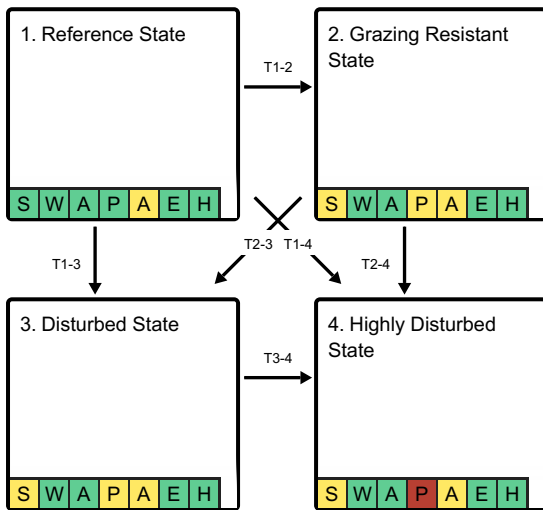 1. Reference State
T1-2
2. Grazing Resistant
State
S W A P A E H
S W A P A E H
T1-3
T2-3
T1-4
T2-4
3. Disturbed State
T3-4
4. Highly Disturbed
State
S W A P A E H
S W A P A E H